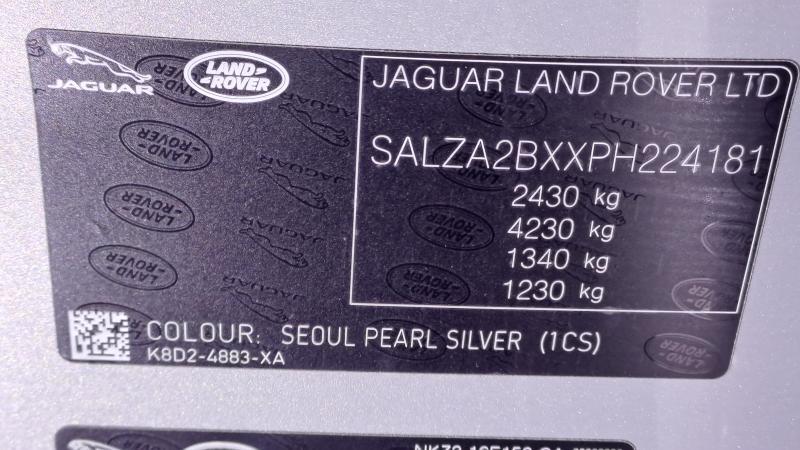 JAGUAR
LAND-
-ROVER
JAGUAR LAND ROVER LTD
SALZA2BXXPH224181
2430 kg
4230 kg
1340 kg
1230 kg
COLOUR: SEOUL PEARL SILVER (1CS)
K8D2-4883-XA